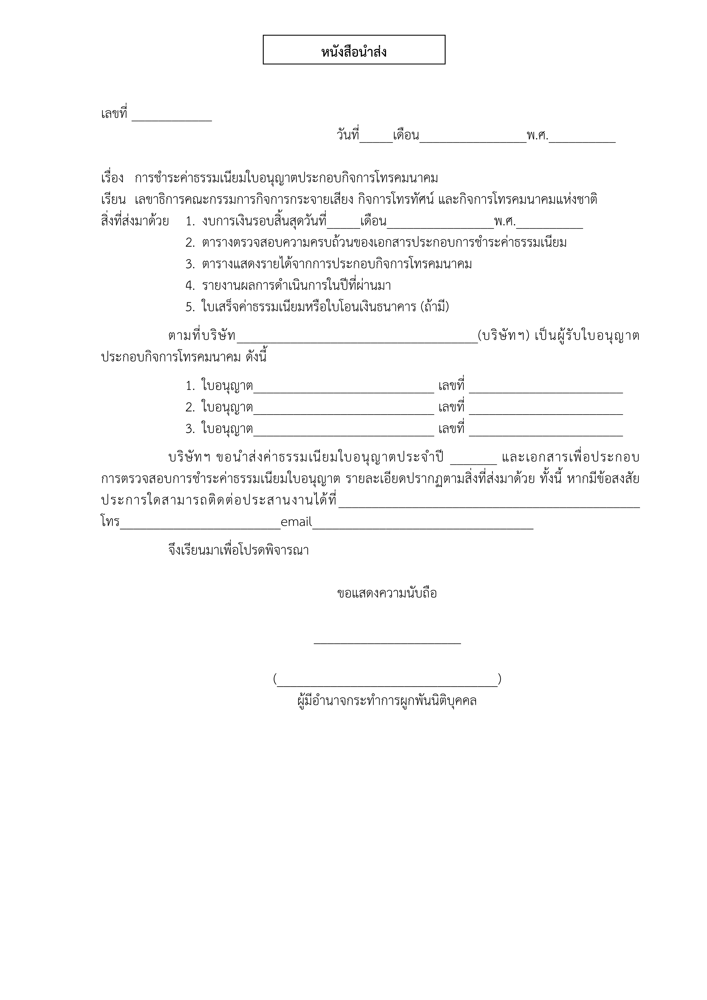 หนังสือนำส่ง
เลขที่ ____________
วันที่_____เดือน________________พ.ศ.__________
เรื่อง การชำระค่าธรรมเนียมใบอนุญาตประกอบกิจการโทรคมนาคม
เรียน เลขาธิการคณะกรรมการกิจการกระจายเสียง กิจการโทรทัศน์ และกิจการโทรคมนาคมแห่งชาติ
สิ่งที่ส่งมาด้วย 1. งบการเงินรอบสิ้นสุดวันที่_____เดือน________________พ.ศ.__________
2. ตารางตรวจสอบความครบถ้วนของเอกสารประกอบการชำระค่าธรรมเนียม
3. ตารางแสดงรายได้จากการประกอบกิจการโทรคมนาคม
4. รายงานผลการดำเนินการในปีที่ผ่านมา
5. ใบเสร็จค่าธรรมเนียมหรือใบโอนเงินธนาคาร (ถ้ามี)
ตามที่บริษัท____________________________________(บริษัทฯ) เป็นผู้รับใบอนุญาต
ประกอบกิจการโทรคมนาคม ดังนี้
1. ใบอนุญาต___________________________ เลขที่ _______________________
2. ใบอนุญาต___________________________ เลขที่ _______________________
3. ใบอนุญาต___________________________ เลขที่ _______________________
บริษัทฯ ขอนำส่งค่าธรรมเนียมใบอนุญาตประจำปี _______ และเอกสารเพื่อประกอบ
การตรวจสอบการชำระค่าธรรมเนียมใบอนุญาต รายละเอียดปรากฏตามสิ่งที่ส่งมาด้วย ทั้งนี้ หากมีข้อสงสัย
ประการใดสามารถติดต่อประสานงานได้ที่_____________________________________________
โทร________________________email_________________________________
จึงเรียนมาเพื่อโปรดพิจารณา
ขอแสดงความนับถือ
______________________
(_________________________________)
ผู้มีอำนาจกระทำการผูกพันนิติบุคคล